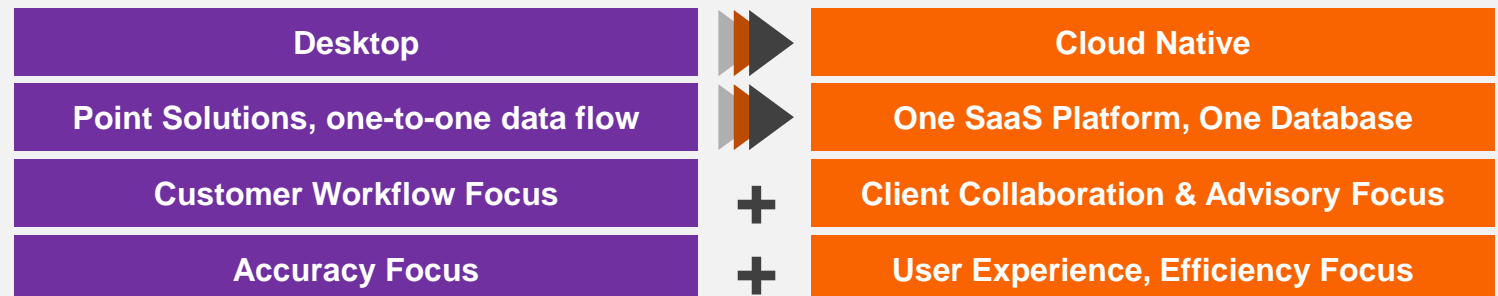 Desktop
Cloud Native
Point Solutions, one-to-one data flow
One SaaS Platform, One Database
Customer Workflow Focus
+
Client Collaboration & Advisory Focus
Accuracy Focus
+
User Experience, Efficiency Focus